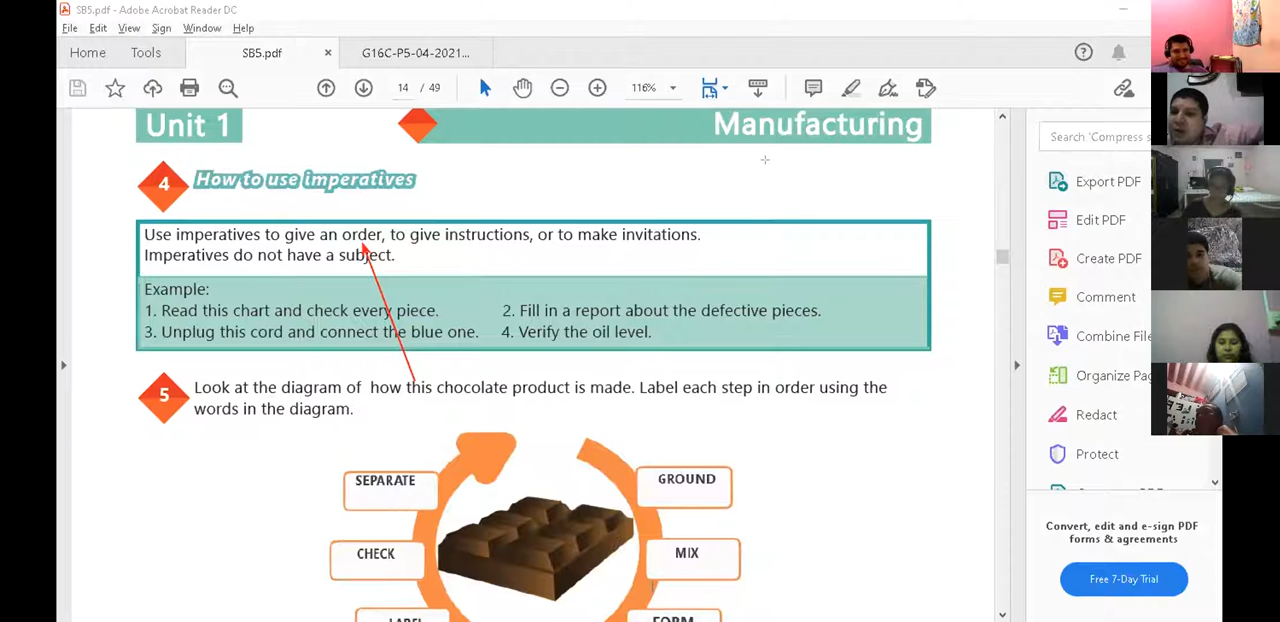 SB5.pdf - Adobe Acrobat Reader DC
File Edit View Sign Window Help
Home Tools SB5.pdf × G16C-P5-04-2021...
14 / 49 116%
Unit 1 Manufacturing
4 How to use imperatives
Use imperatives to give an order, to give instructions, or to make invitations.
Imperatives do not have a subject.
Example:
1. Read this chart and check every piece. 2. Fill in a report about the defective pieces.
3. Unplug this cord and connect the blue one. 4. Verify the oil level.
5 Look at the diagram of how this chocolate product is made. Label each step in order using the
words in the diagram.
SEPARATE GROUND
CHECK MIX
LABEL FORM
Search 'Compress
Export PDF
Edit PDF
Create PDF
Comment
Combine File
Organize Pag
Redact
Protect
Convert, edit and e-sign PDF
forms & agreements
Free 7-Day Trial